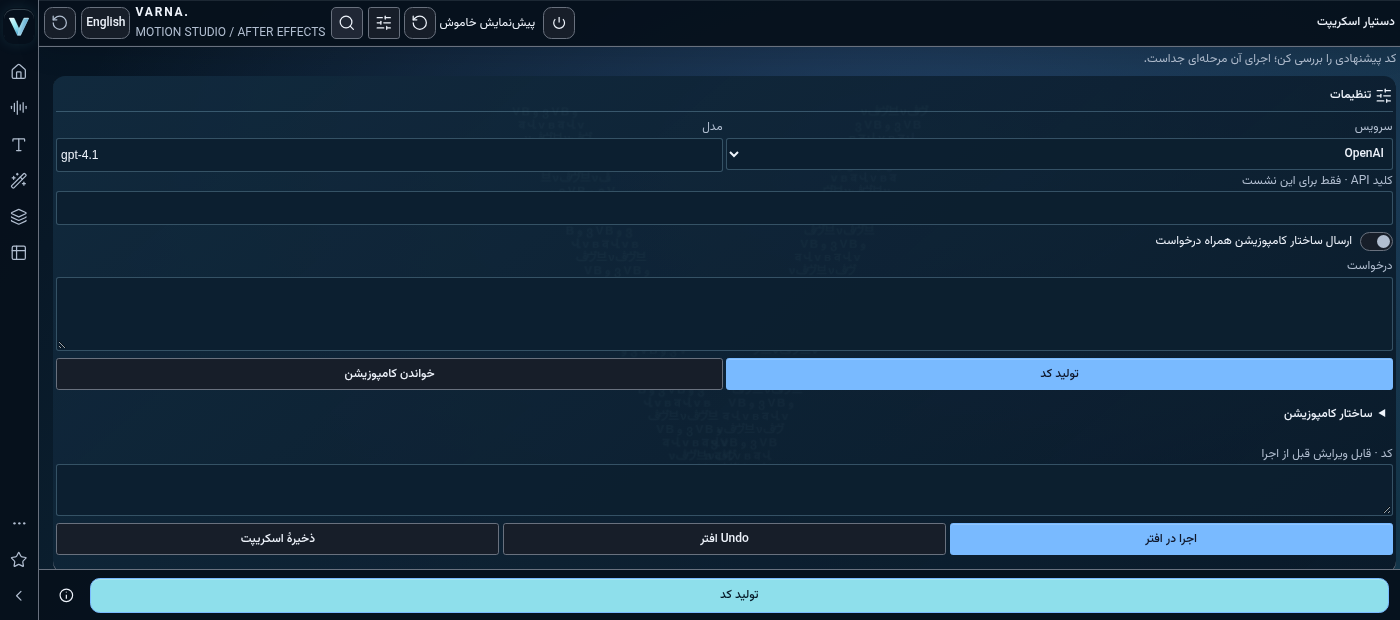 دستیار اسکریپت
پیش‌نمایش خاموش
VARNA.
MOTION STUDIO / AFTER EFFECTS
English
کد پیشنهادی را بررسی کن؛ اجرای آن مرحله‌ای جداست.
تنظیمات
سرویس
مدل
OpenAI
gpt-4.1
کلید API · فقط برای این نشست
ارسال ساختار کامپوزیشن همراه درخواست
درخواست
تولید کد
خواندن کامپوزیشن
ساختار کامپوزیشن
کد · قابل ویرایش قبل از اجرا
اجرا در افتر
Undo افتر
ذخیرهٔ اسکریپت
تولید کد